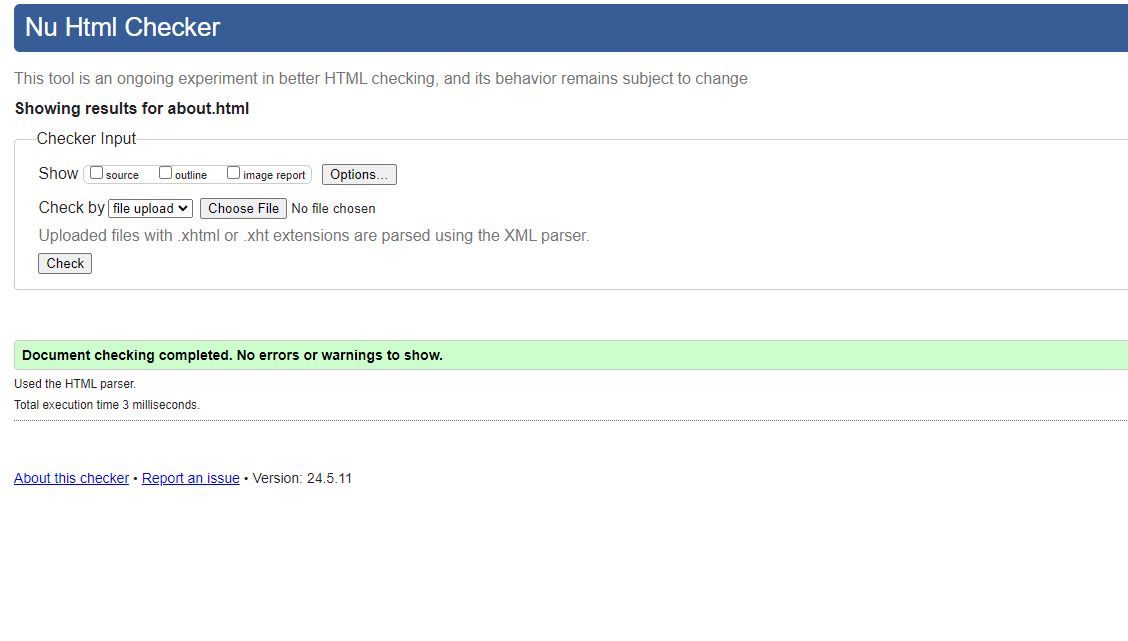 Nu Html Checker
This tool is an ongoing experiment in better HTML checking, and its behavior remains subject to change
Showing results for about.html
Checker Input
Show source outline image report Options...
Check by file upload Choose File No file chosen
Uploaded files with .xhtml or .xht extensions are parsed using the XML parser.
Check
Document checking completed. No errors or warnings to show.
Used the HTML parser.
Total execution time 3 milliseconds.
About this checker • Report an issue • Version: 24.5.11